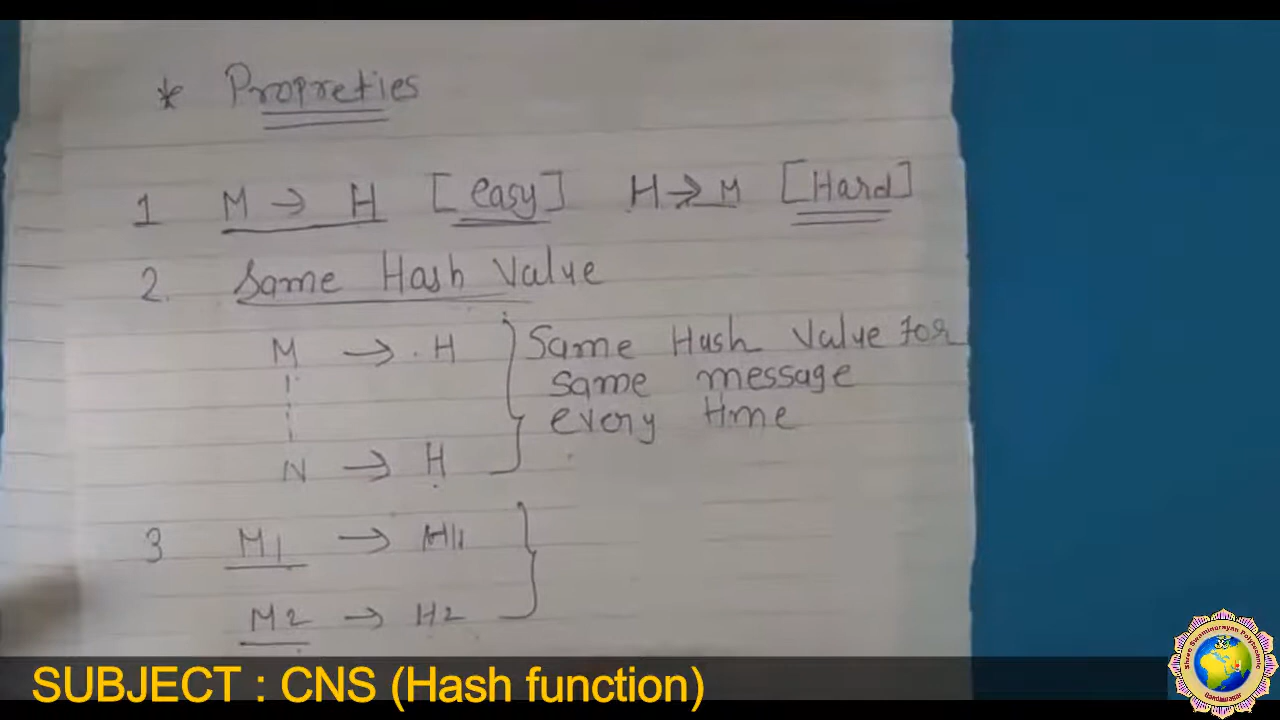 * Propreties
1 M → H [easy] H → M [Hard]
2. Same Hash Value
M → H
Same Hash Value For
same message
every time
N → H
3 M1 → H1
M2 → H2
SUBJECT : CNS (Hash function)